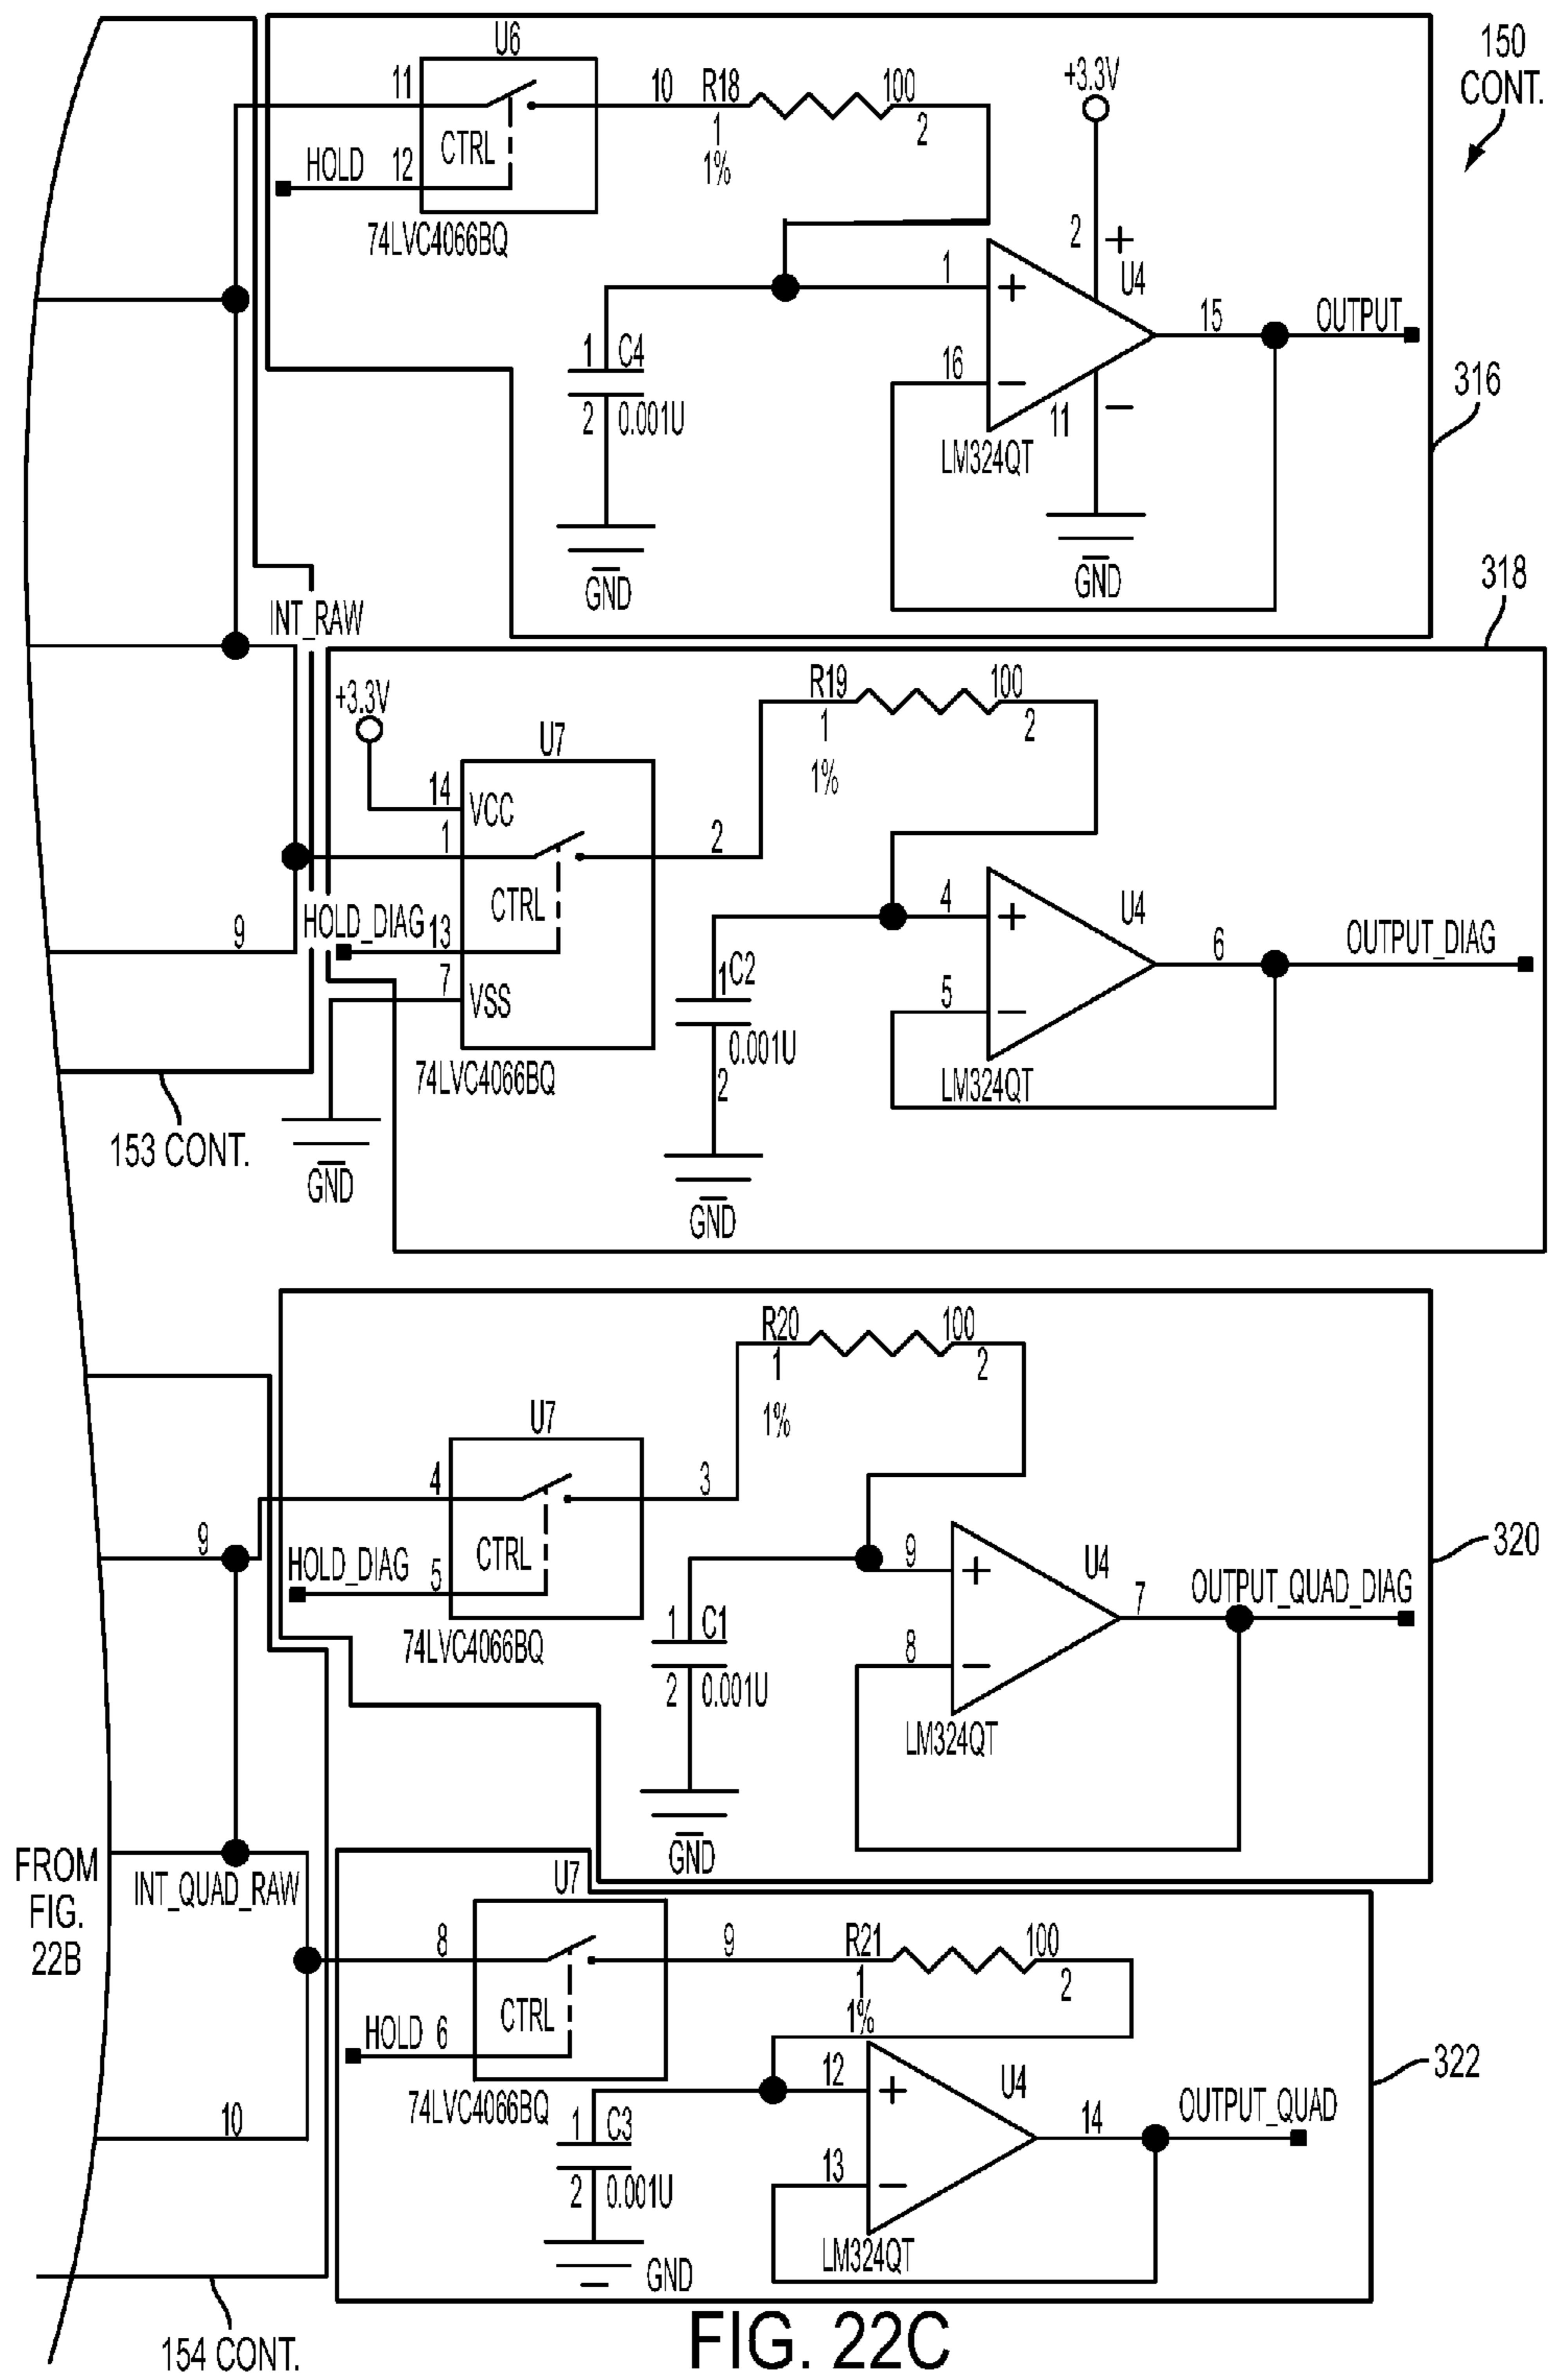 150
CONT.
U6
11
CTRL
HOLD
12
74LVC4066BQ
10
R18
1
1%
100
2
+3.3V
2
+
U4
1
+
16
−
11
−
LM324QT
15
OUTPUT
1
C4
2
0.001U
GND
GND
316
318
INT_RAW
+3.3V
U7
14
VCC
1
CTRL
HOLD_DIAG
13
7
VSS
74LVC4066BQ
GND
2
R19
1
1%
100
2
4
+
U4
5
−
LM324QT
6
OUTPUT_DIAG
1
C2
0.001U
2
GND
9
153 CONT.
R20
1
1%
100
2
U7
4
3
CTRL
HOLD_DIAG
5
74LVC4066BQ
9
9
+
U4
8
−
LM324QT
7
OUTPUT_QUAD_DIAG
1
C1
2
0.001U
GND
320
FROM
FIG.
22B
INT_QUAD_RAW
U7
8
9
CTRL
HOLD
6
74LVC4066BQ
R21
1
1%
100
2
12
+
U4
13
−
LM324QT
14
OUTPUT_QUAD
1
C3
2
0.001U
GND
322
10
154 CONT.
FIG. 22C